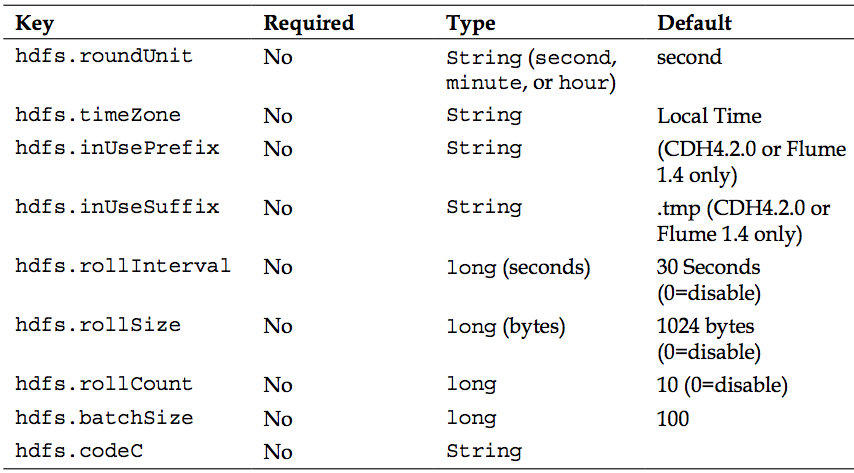 Key Required Type Default
hdfs.roundUnit No String (second, second
minute, or hour)
hdfs.timeZone No String Local Time
hdfs.inUsePrefix No String (CDH4.2.0 or Flume
1.4 only)
hdfs.inUseSuffix No String .tmp (CDH4.2.0 or
Flume 1.4 only)
hdfs.rollInterval No long (seconds) 30 Seconds
(0=disable)
hdfs.rollSize No long (bytes) 1024 bytes
(0=disable)
hdfs.rollCount No long 10 (0=disable)
hdfs.batchSize No long 100
hdfs.codeC No String